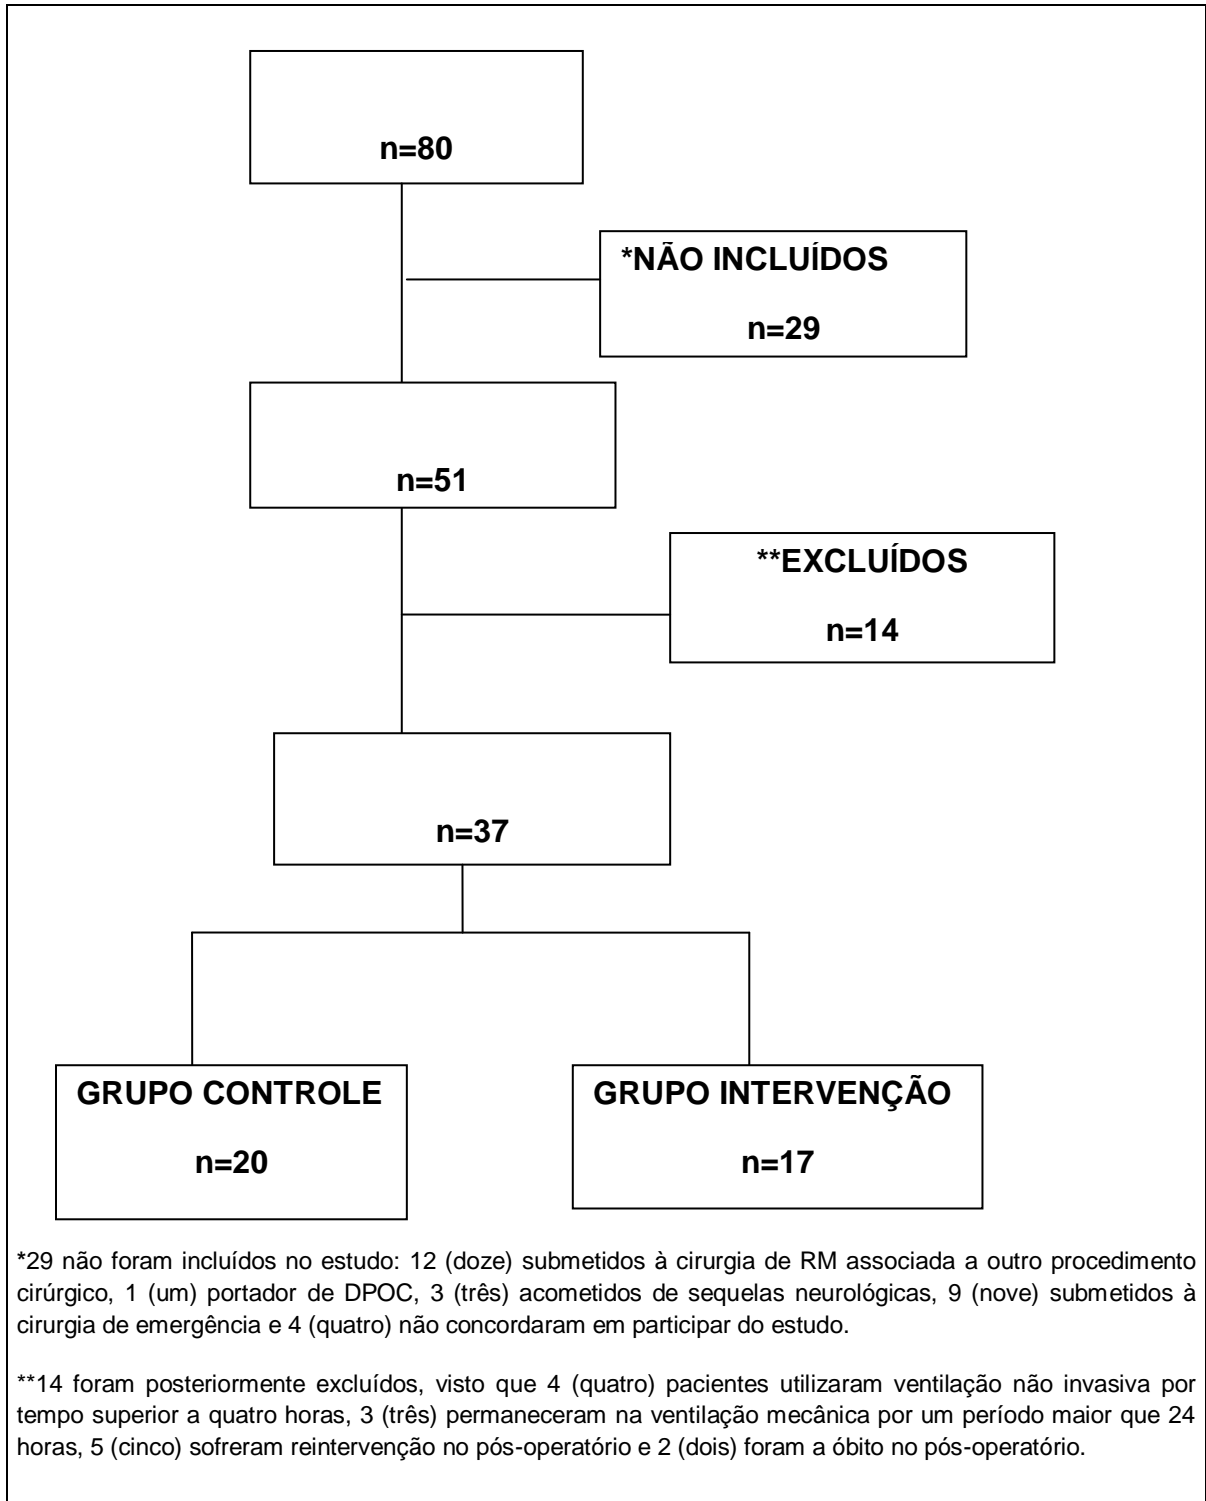 n=80
*NÃO INCLUÍDOS
n=29
n=51
**EXCLUÍDOS
n=14
n=37
GRUPO CONTROLE
n=20
GRUPO INTERVENÇÃO
n=17
*29 não foram incluídos no estudo: 12 (doze) submetidos à cirurgia de RM associada a outro procedimento
cirúrgico, 1 (um) portador de DPOC, 3 (três) acometidos de sequelas neurológicas, 9 (nove) submetidos à
cirurgia de emergência e 4 (quatro) não concordaram em participar do estudo.
**14 foram posteriormente excluídos, visto que 4 (quatro) pacientes utilizaram ventilação não invasiva por
tempo superior a quatro horas, 3 (três) permaneceram na ventilação mecânica por um período maior que 24
horas, 5 (cinco) sofreram reintervenção no pós-operatório e 2 (dois) foram a óbito no pós-operatório.